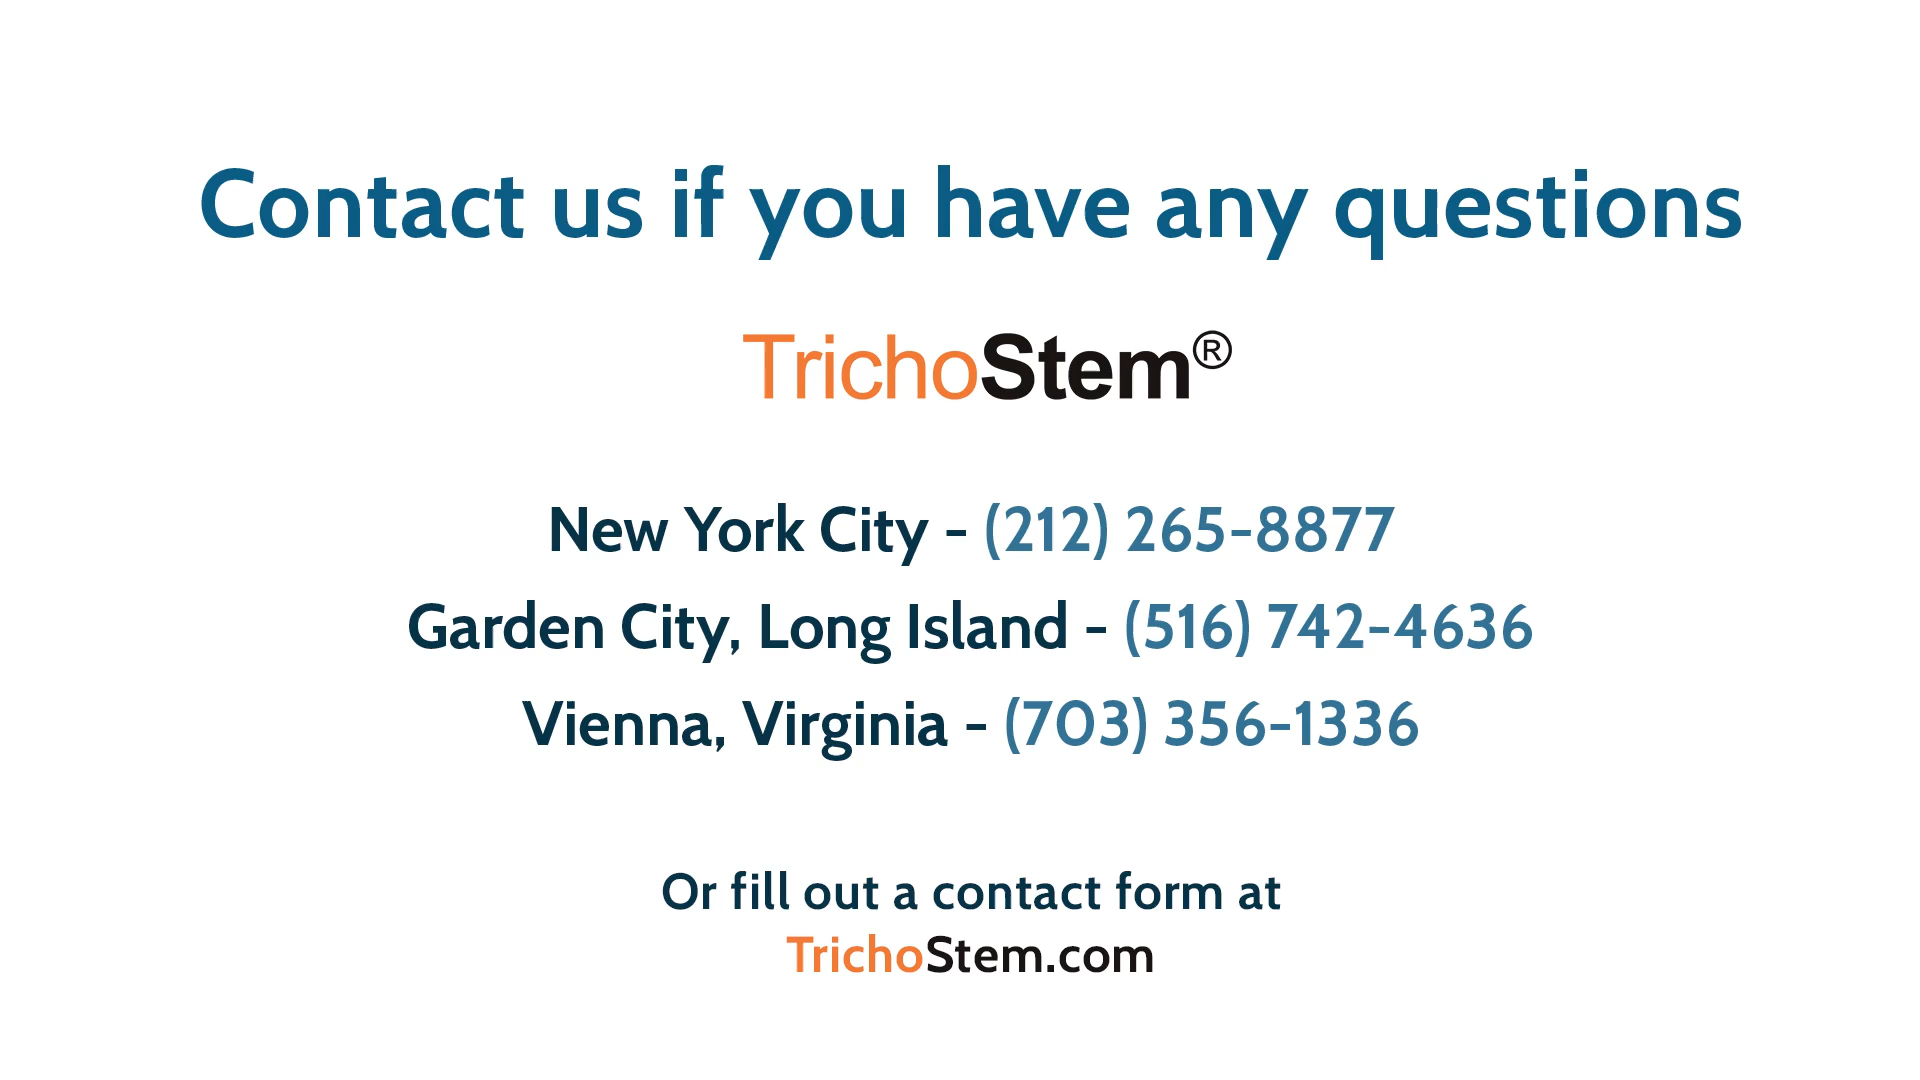 Contact us if you have any questions
TrichoStem®
New York City - (212) 265-8877
Garden City, Long Island - (516) 742-4636
Vienna, Virginia - (703) 356-1336
Or fill out a contact form at
TrichoStem.com